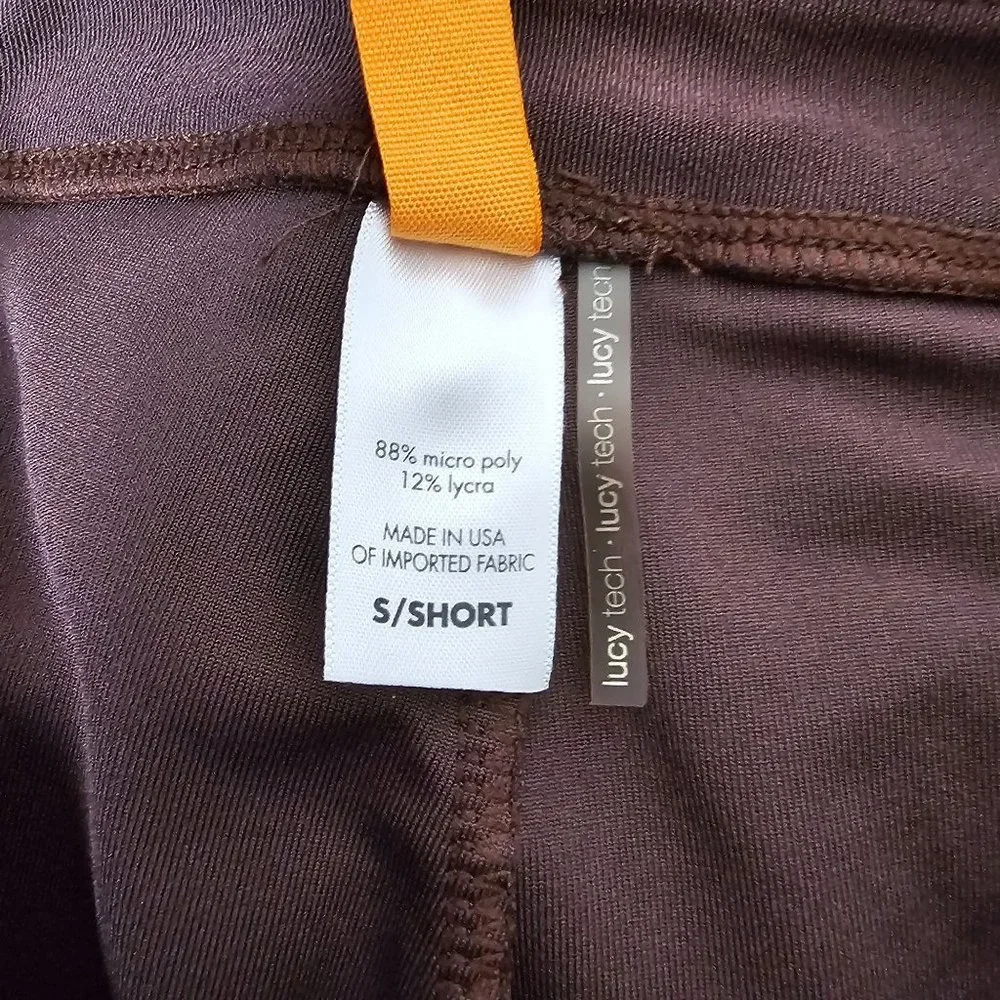 88% micro poly
12% lycra
MADE IN USA
OF IMPORTED FABRIC
S/SHORT
lucy tech · lucy tech · lucy tech